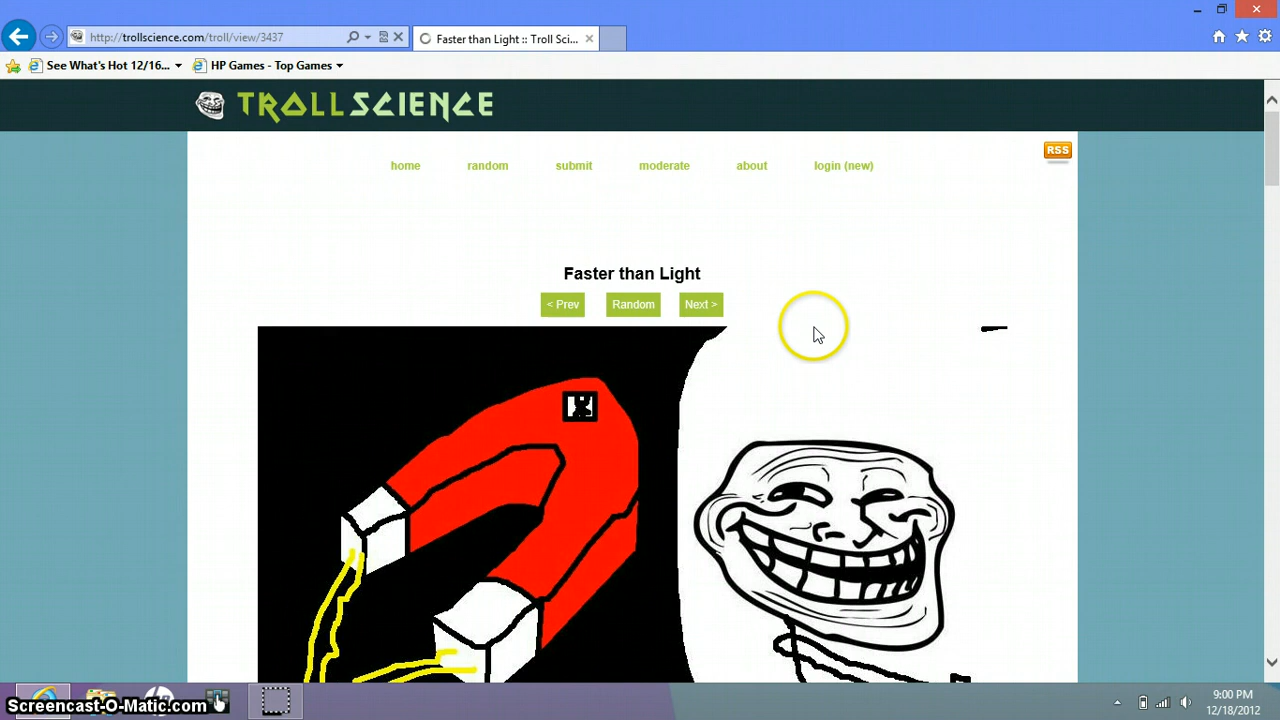 http://trollscience.com/troll/view/3437
Faster than Light :: Troll Sci...
See What's Hot 12/16...
HP Games - Top Games
TROLLSCIENCE
RSS
home random submit moderate about login (new)
Faster than Light
< Prev Random Next >
Screencast-O-Matic.com
9:00 PM
12/18/2012